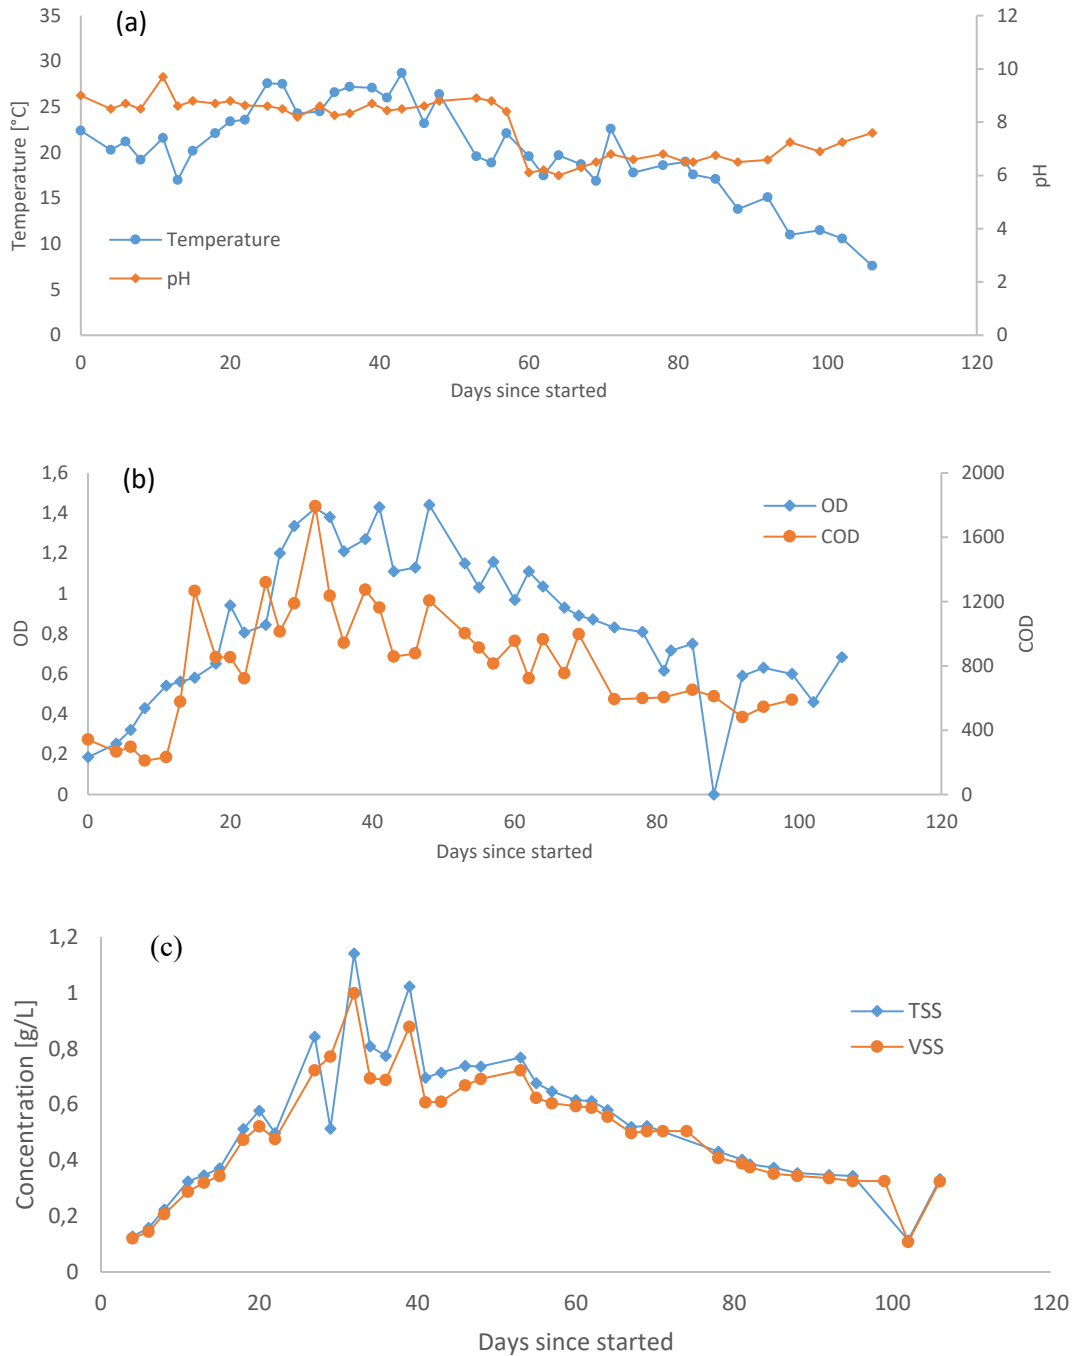 (a)
35
30
25
20
15
10
5
0
Temperature [°C]
12
10
8
6
4
2
0
pH
Temperature
pH
0 20 40 60 80 100 120
Days since started
(b)
1,6
1,4
1,2
1
0,8
0,6
0,4
0,2
0
OD
2000
1600
1200
800
400
0
COD
OD
COD
0 20 40 60 80 100 120
Days since started
(c)
1,2
1
0,8
0,6
0,4
0,2
0
Concentration [g/L]
TSS
VSS
0 20 40 60 80 100 120
Days since started